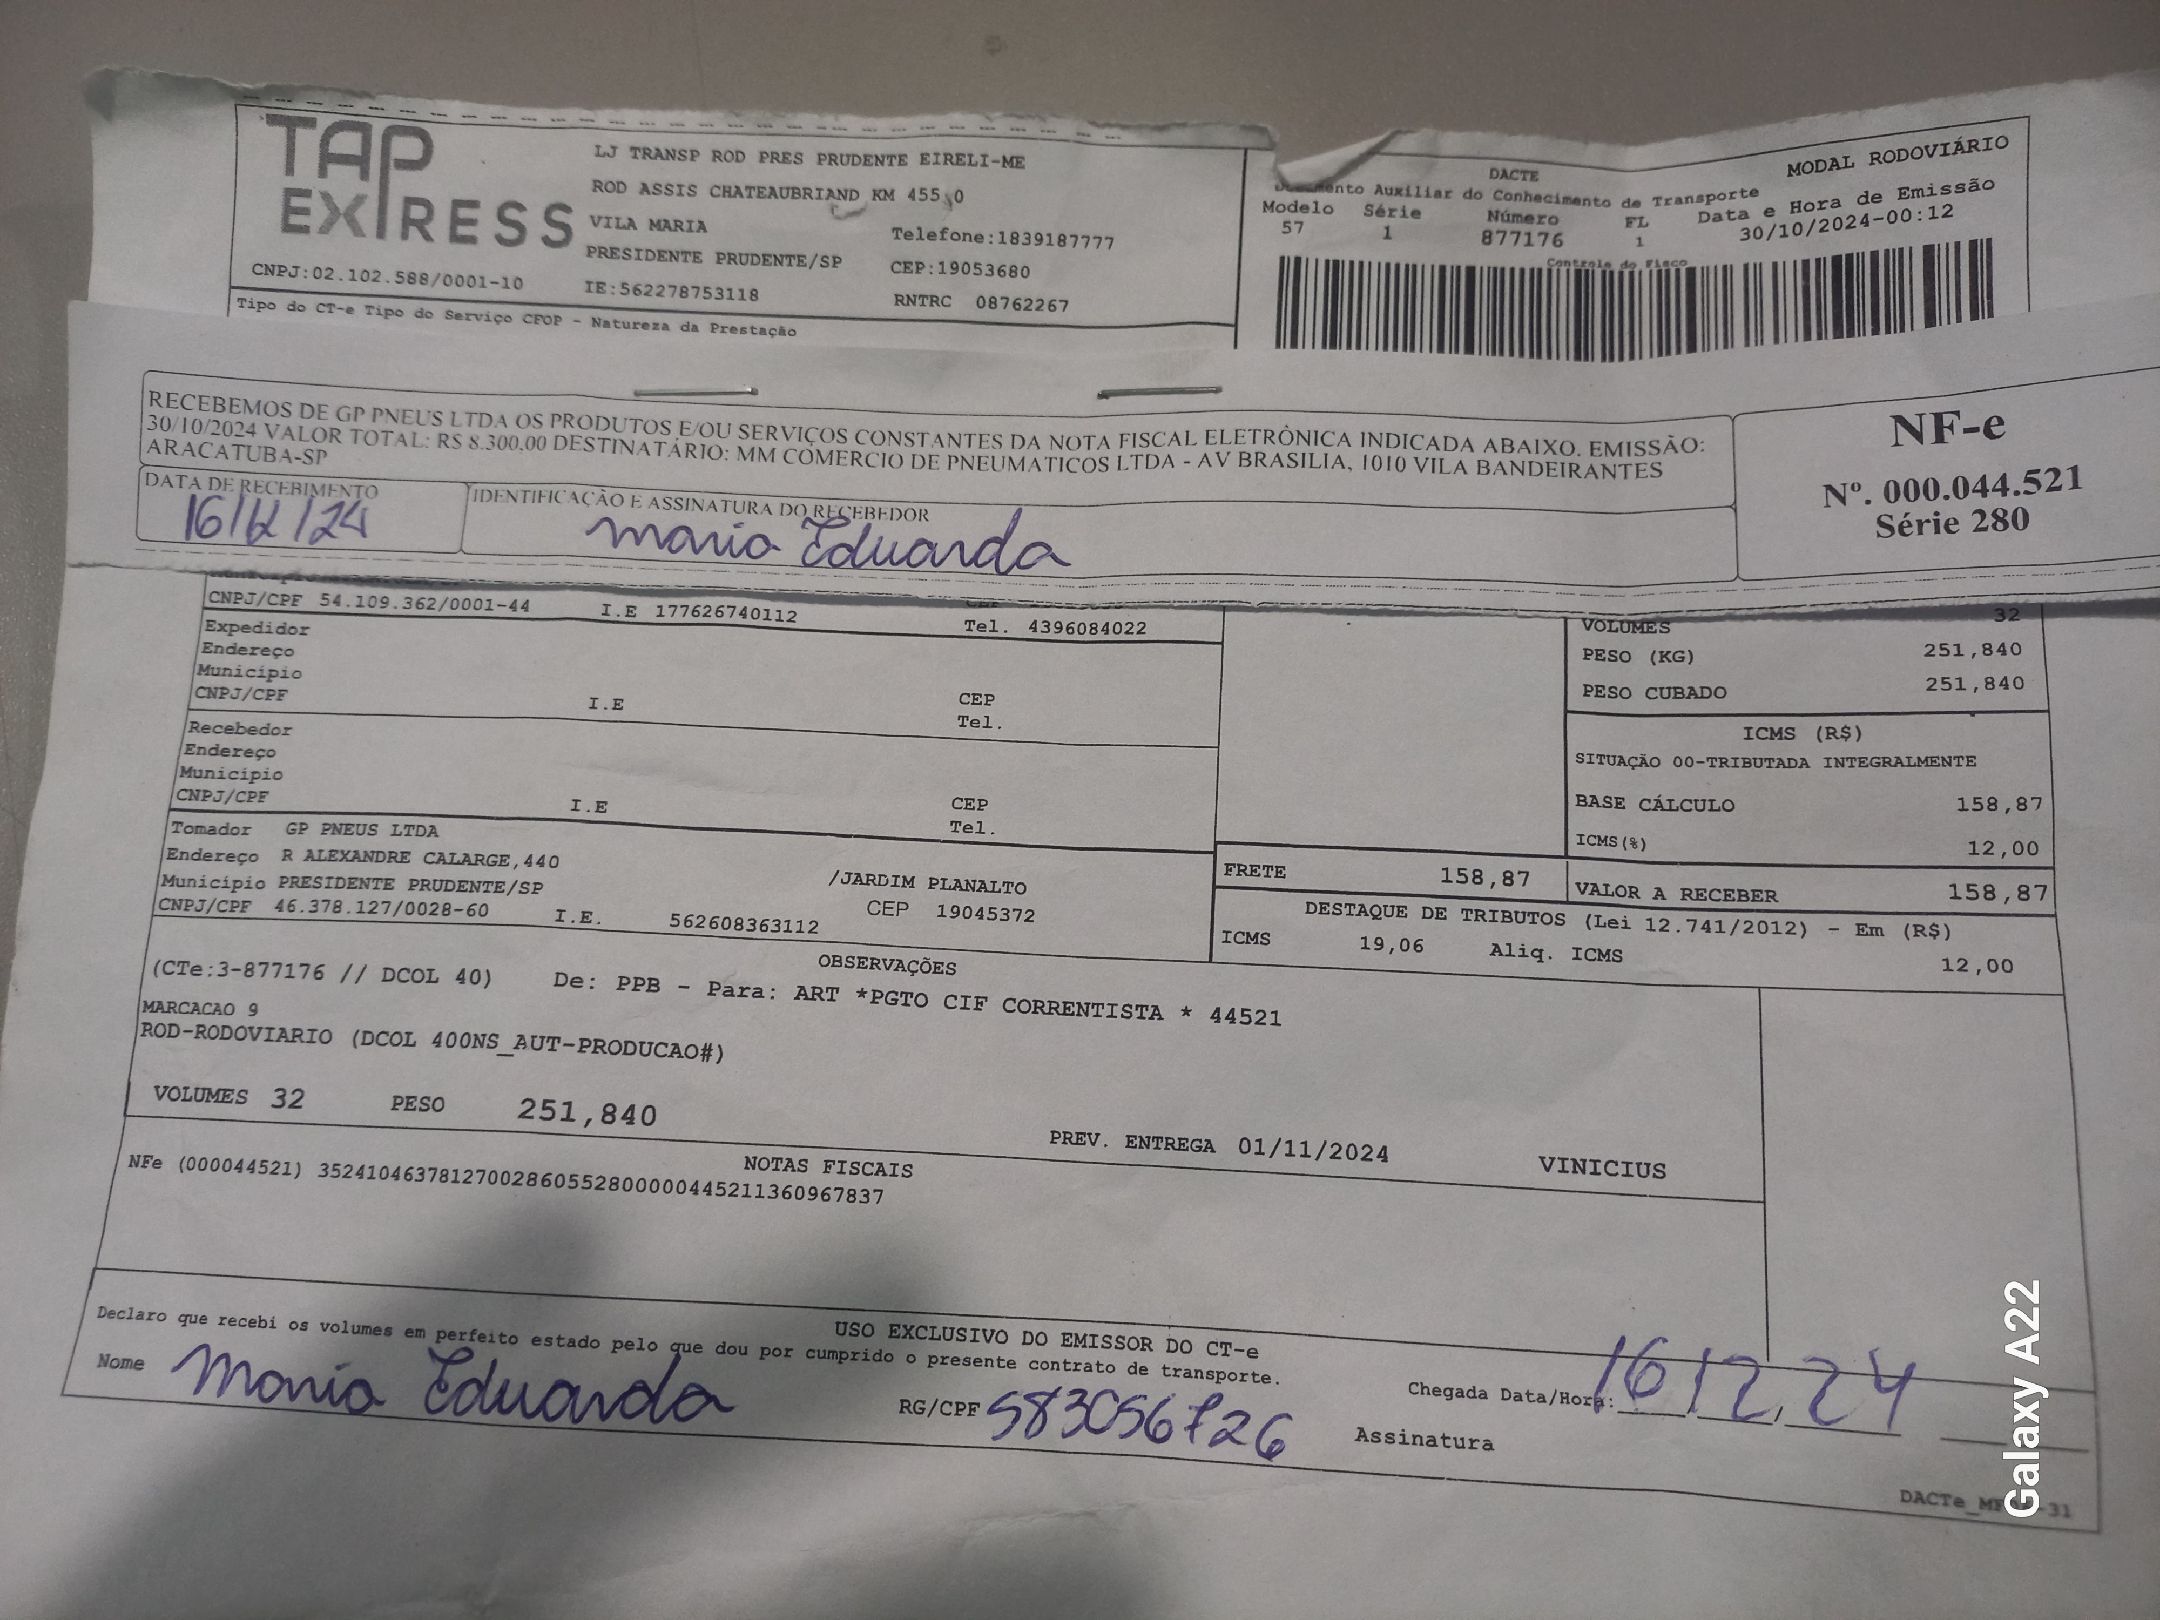 TAP EXPRESS
LJ TRANSP ROD PRES PRUDENTE EIRELI-ME
ROD ASSIS CHATEAUBRIAND KM 455,0
VILA MARIA
Telefone:1839187777
PRESIDENTE PRUDENTE/SP
CEP:19053680
CNPJ:02.102.588/0001-10
IE:562278753118
RNTRC 08762267
Tipo do CT-e Tipo do Serviço CFOP - Natureza da Prestação
DACTE
MODAL RODOVIÁRIO
Documento Auxiliar do Conhecimento de Transporte
Modelo Série Número FL Data e Hora de Emissão
57 1 877176 1 30/10/2024-00:12
Controle do Fisco
RECEBEMOS DE GP PNEUS LTDA OS PRODUTOS E/OU SERVIÇOS CONSTANTES DA NOTA FISCAL ELETRÔNICA INDICADA ABAIXO. EMISSÃO:
30/10/2024 VALOR TOTAL: R$ 8.300,00 DESTINATÁRIO: MM COMERCIO DE PNEUMATICOS LTDA - AV BRASILIA, 1010 VILA BANDEIRANTES
ARACATUBA-SP
DATA DE RECEBIMENTO
16/12/24
IDENTIFICAÇÃO E ASSINATURA DO RECEBEDOR
Maria Eduarda
NF-e
Nº. 000.044.521
Série 280
CNPJ/CPF 54.109.362/0001-44 I.E 177626740112
Tel. 4396084022
Expedidor
Endereço
Município
CNPJ/CPF I.E CEP
Tel.
Recebedor
Endereço
Município
CNPJ/CPF I.E CEP
Tel.
Tomador GP PNEUS LTDA
Endereço R ALEXANDRE CALARGE,440
/JARDIM PLANALTO
Município PRESIDENTE PRUDENTE/SP
CEP 19045372
CNPJ/CPF 46.378.127/0028-60 I.E. 562608363112
VOLUMES 32
PESO (KG) 251,840
PESO CUBADO 251,840
ICMS (R$)
SITUAÇÃO 00-TRIBUTADA INTEGRALMENTE
BASE CÁLCULO 158,87
ICMS(%) 12,00
FRETE 158,87 VALOR A RECEBER 158,87
DESTAQUE DE TRIBUTOS (Lei 12.741/2012) - Em (R$)
ICMS 19,06 Aliq. ICMS 12,00
OBSERVAÇÕES
(CTe:3-877176 // DCOL 40) De: PPB - Para: ART *PGTO CIF CORRENTISTA * 44521
MARCACAO 9
ROD-RODOVIARIO (DCOL 400NS_AUT-PRODUCAO#)
VOLUMES 32 PESO 251,840
PREV. ENTREGA 01/11/2024 VINICIUS
NOTAS FISCAIS
NFe (000044521) 35241046378127002860552800000445211360967837
USO EXCLUSIVO DO EMISSOR DO CT-e
Declaro que recebi os volumes em perfeito estado pelo que dou por cumprido o presente contrato de transporte.
Nome Maria Eduarda
RG/CPF 583056726
Chegada Data/Hora: 16 12 24
Assinatura
Galaxy A22